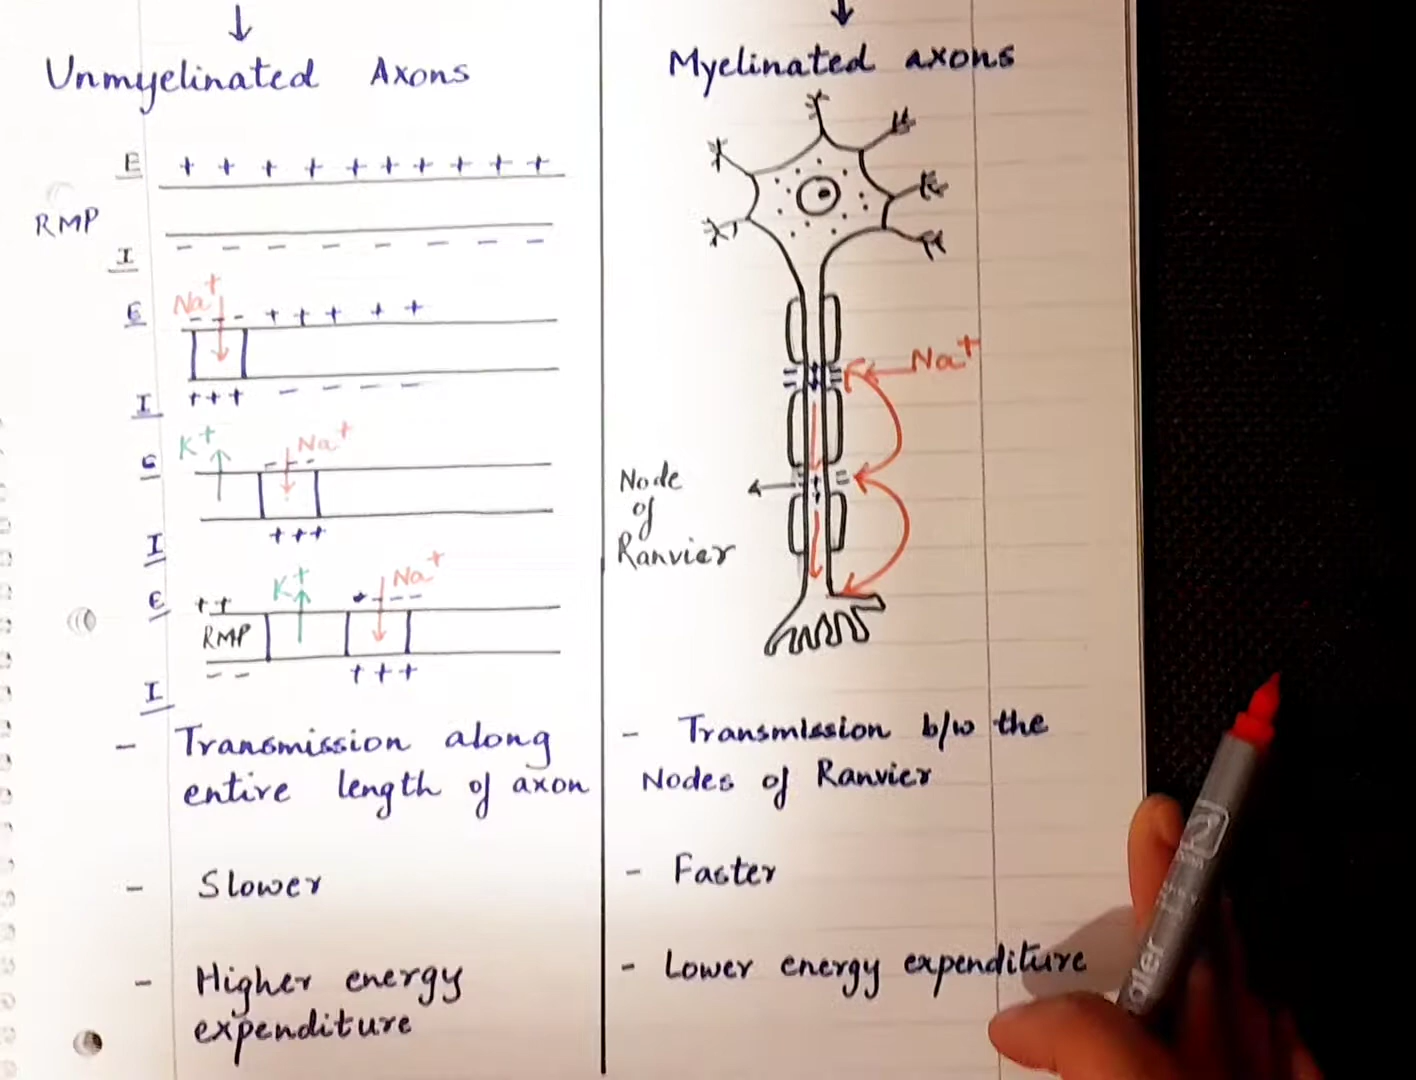 Unmyelinated Axons
E + + + + + + + + + +
RMP
I − − − − − − − −
Na+
E − − − + + + + +
I + + + − − − −
K+ Na+
E − − −
I + + +
K+ Na+
E + + − − −
RMP
− −
I + + +
- Transmission along
entire length of axon
- Slower
- Higher energy
expenditure
Myelinated axons
Na+
Node
of
Ranvier
- Transmission b/w the
Nodes of Ranvier
- Faster
- Lower energy expenditure